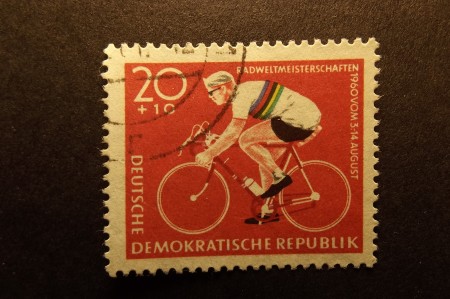 20
+10
RADWELTMEISTERSCHAFTEN
1960 VOM 3.-14. AUGUST
DEUTSCHE
DEMOKRATISCHE REPUBLIK